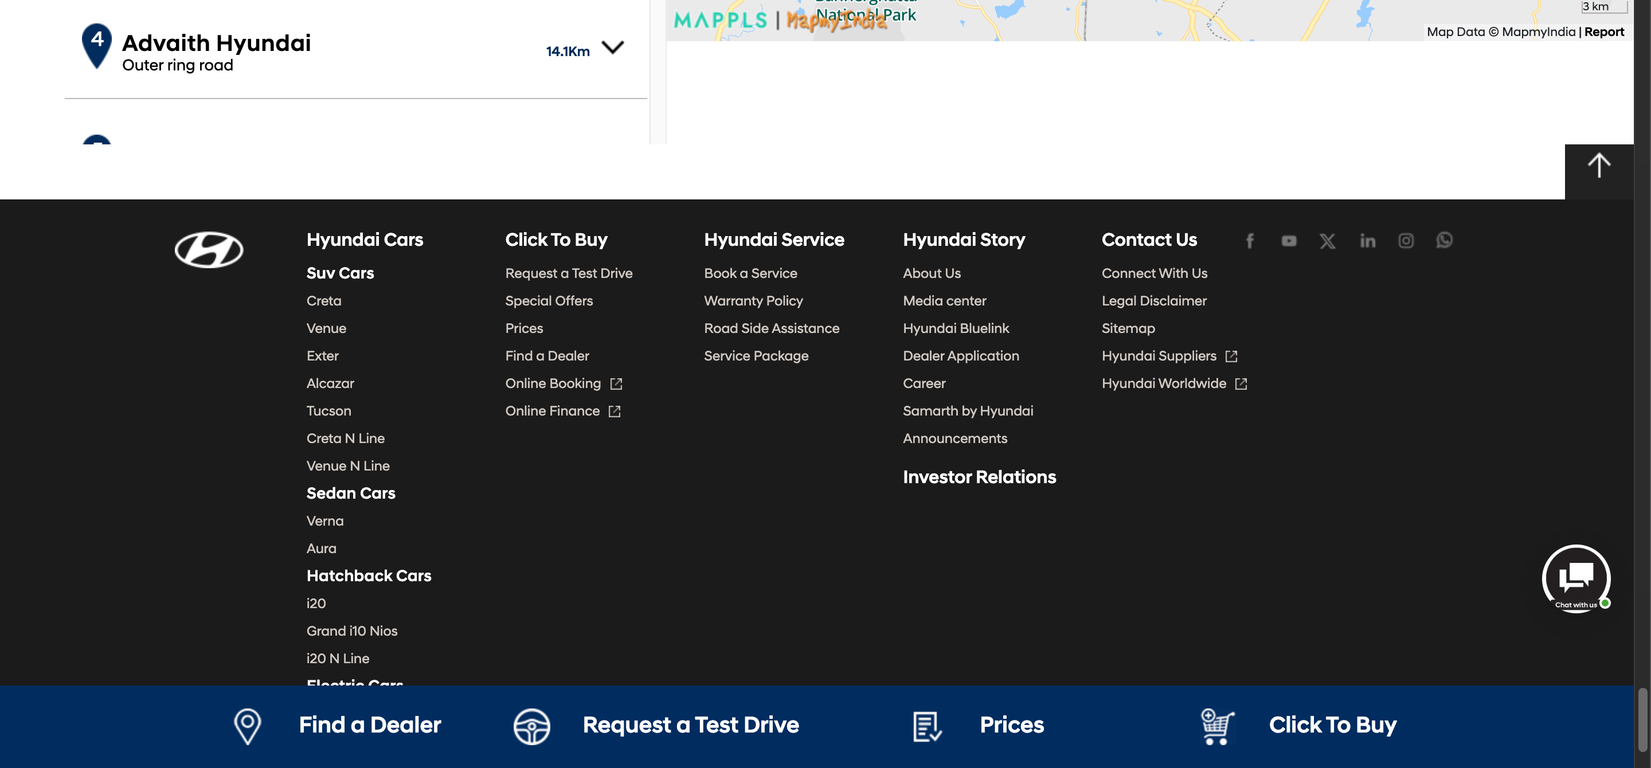 4
Advaith Hyundai
Outer ring road
14.1Km
National Park
MAPPLS | MapmyIndia
3 km
Map Data © MapmyIndia | Report
Hyundai Cars
Suv Cars
Creta
Venue
Exter
Alcazar
Tucson
Creta N Line
Venue N Line
Sedan Cars
Verna
Aura
Hatchback Cars
i20
Grand i10 Nios
i20 N Line
Electric Cars
Click To Buy
Request a Test Drive
Special Offers
Prices
Find a Dealer
Online Booking
Online Finance
Hyundai Service
Book a Service
Warranty Policy
Road Side Assistance
Service Package
Hyundai Story
About Us
Media center
Hyundai Bluelink
Dealer Application
Career
Samarth by Hyundai
Announcements
Investor Relations
Contact Us
Connect With Us
Legal Disclaimer
Sitemap
Hyundai Suppliers
Hyundai Worldwide
Chat with us
Find a Dealer
Request a Test Drive
Prices
Click To Buy